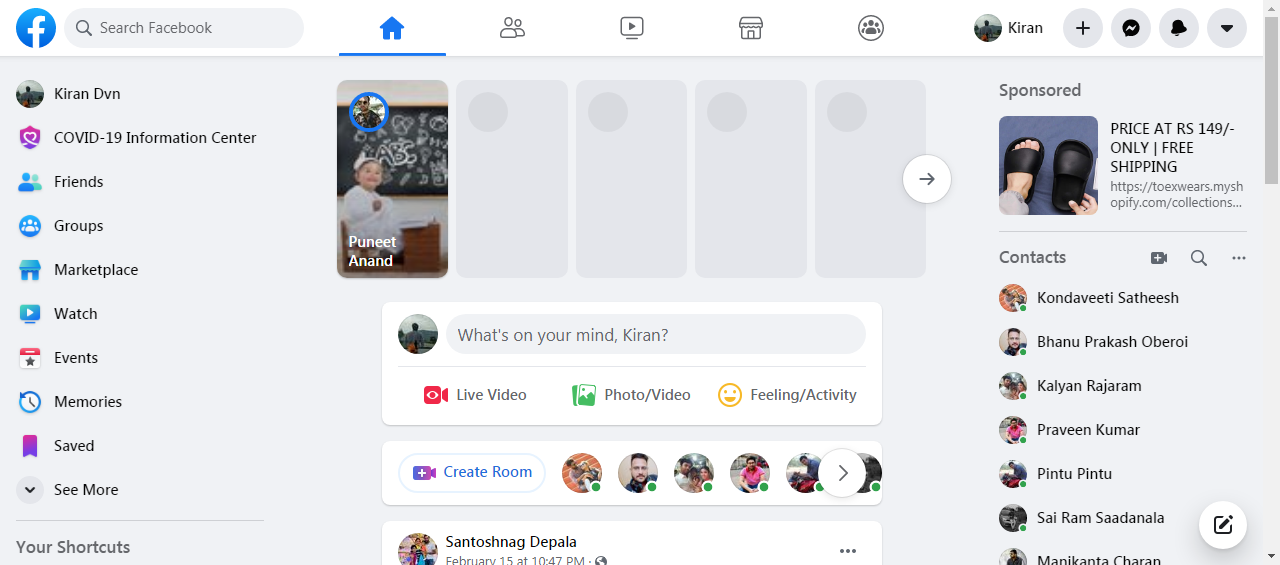 Search Facebook
Kiran
Kiran Dvn
COVID-19 Information Center
Friends
Groups
Marketplace
Watch
Events
Memories
Saved
See More
Your Shortcuts
ABC
Puneet
Anand
What's on your mind, Kiran?
Live Video
Photo/Video
Feeling/Activity
Create Room
Santoshnag Depala
February 15 at 10:47 PM ·
Sponsored
PRICE AT RS 149/-
ONLY | FREE
SHIPPING
https://toexwears.mysh
opify.com/collections...
Contacts
Kondaveeti Satheesh
Bhanu Prakash Oberoi
Kalyan Rajaram
Praveen Kumar
Pintu Pintu
Sai Ram Saadanala
Manikanta Charan